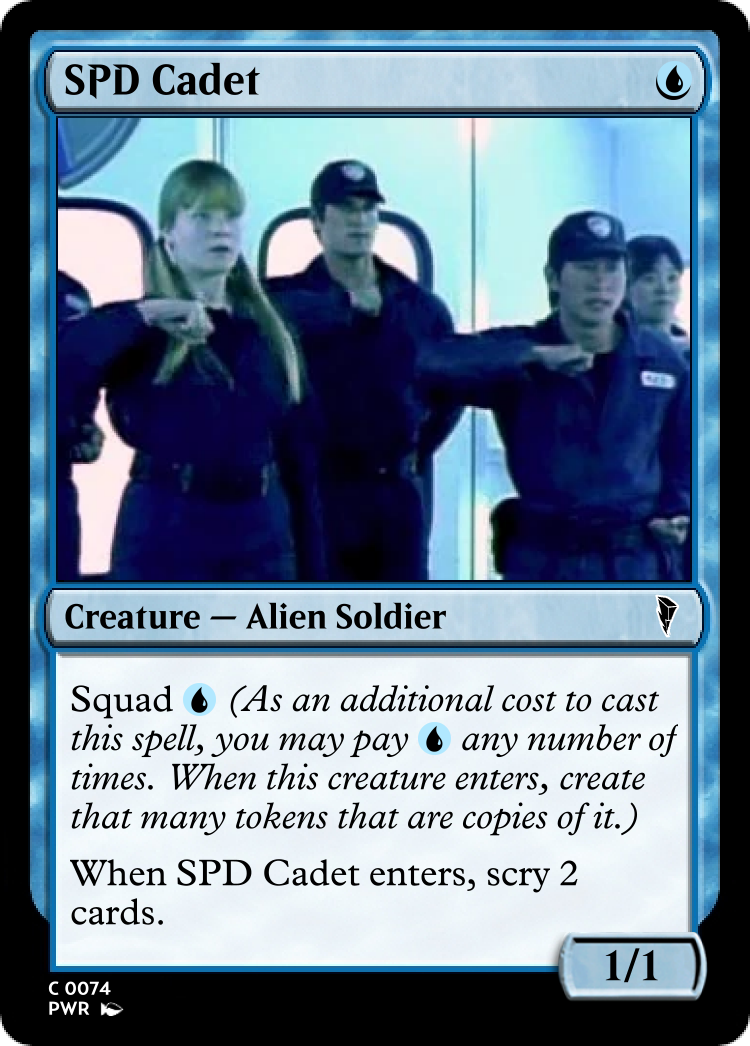 SPD Cadet
Creature — Alien Soldier
Squad (As an additional cost to cast
this spell, you may pay any number of
times. When this creature enters, create
that many tokens that are copies of it.)
When SPD Cadet enters, scry 2
cards.
1/1
C 0074
PWR